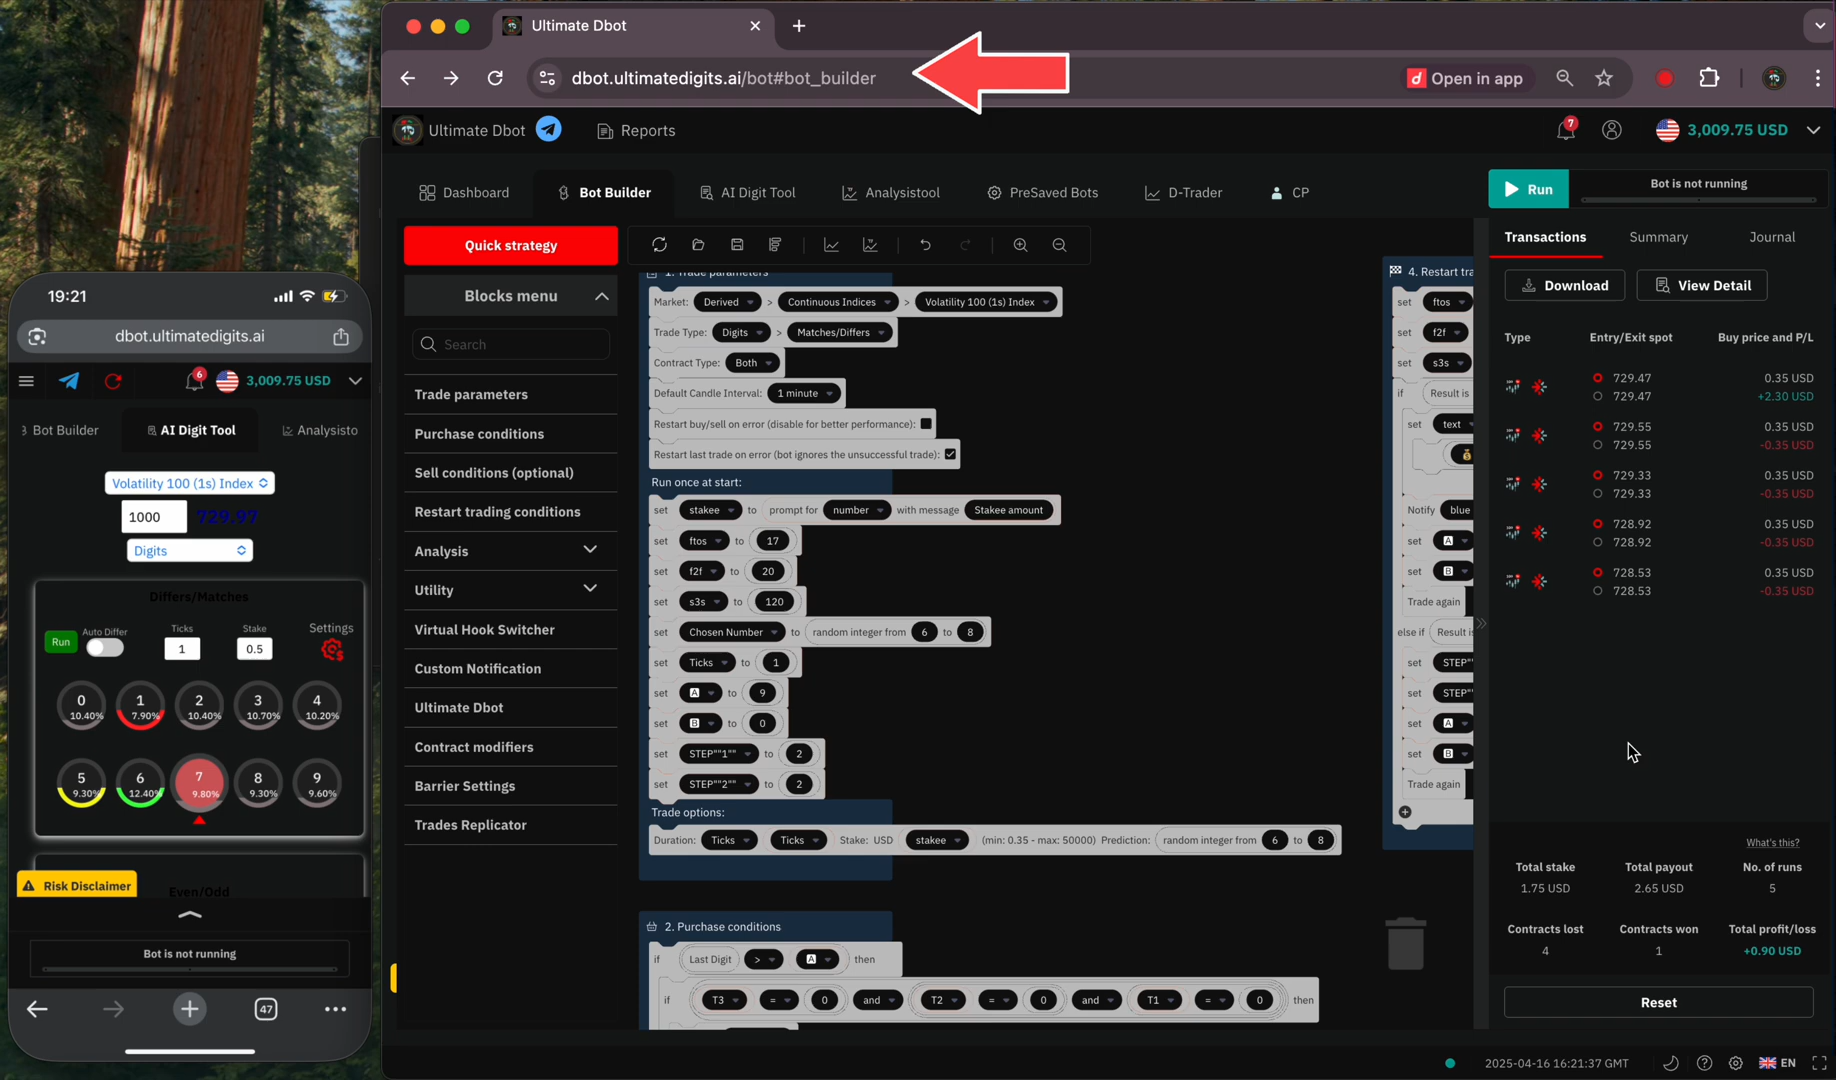 Ultimate Dbot
dbot.ultimatedigits.ai/bot#bot_builder
Open in app
Ultimate Dbot
Reports
7
3,009.75 USD
Dashboard
Bot Builder
AI Digit Tool
Analysistool
PreSaved Bots
D-Trader
CP
Run
Bot is not running
Quick strategy
Blocks menu
Search
Trade parameters
Purchase conditions
Sell conditions (optional)
Restart trading conditions
Analysis
Utility
Virtual Hook Switcher
Custom Notification
Ultimate Dbot
Contract modifiers
Barrier Settings
Trades Replicator
1. Trade parameters
Market: Derived > Continuous Indices > Volatility 100 (1s) Index
Trade Type: Digits > Matches/Differs
Contract Type: Both
Default Candle Interval: 1 minute
Restart buy/sell on error (disable for better performance):
Restart last trade on error (bot ignores the unsuccessful trade):
Run once at start:
set stakee to prompt for number with message Stakee amount
set ftos to 17
set f2f to 20
set s3s to 120
set Chosen Number to random integer from 6 to 8
set Ticks to 1
set A to 9
set B to 0
set STEP""1"" to 2
set STEP""2"" to 2
Trade options:
Duration: Ticks Ticks Stake: USD stakee (min: 0.35 - max: 50000) Prediction: random integer from 6 to 8
2. Purchase conditions
if Last Digit > A then
if T3 = 0 and T2 = 0 and T1 = 0 then
4. Restart tra
set ftos
set f2f
set s3s
if Result is
set text
Notify blue
set A
set B
Trade again
else if Result is
set STEP"
set STEP"
set A
set B
Trade again
Transactions
Summary
Journal
Download
View Detail
Type
Entry/Exit spot
Buy price and P/L
729.47 0.35 USD
729.47 +2.30 USD
729.55 0.35 USD
729.55 -0.35 USD
729.33 0.35 USD
729.33 -0.35 USD
728.92 0.35 USD
728.92 -0.35 USD
728.53 0.35 USD
728.53 -0.35 USD
What's this?
Total stake
Total payout
No. of runs
1.75 USD
2.65 USD
5
Contracts lost
Contracts won
Total profit/loss
4
1
+0.90 USD
Reset
2025-04-16 16:21:37 GMT
EN
19:21
dbot.ultimatedigits.ai
6
3,009.75 USD
Bot Builder
AI Digit Tool
Analysisto
Volatility 100 (1s) Index
1000
729.97
Digits
Differs/Matches
Run
Auto Differ
Ticks
Stake
Settings
1
0.5
0
10.40%
1
7.90%
2
10.40%
3
10.70%
4
10.20%
5
9.30%
6
12.40%
7
9.80%
8
9.30%
9
9.60%
Risk Disclaimer
Even/Odd
Bot is not running
47